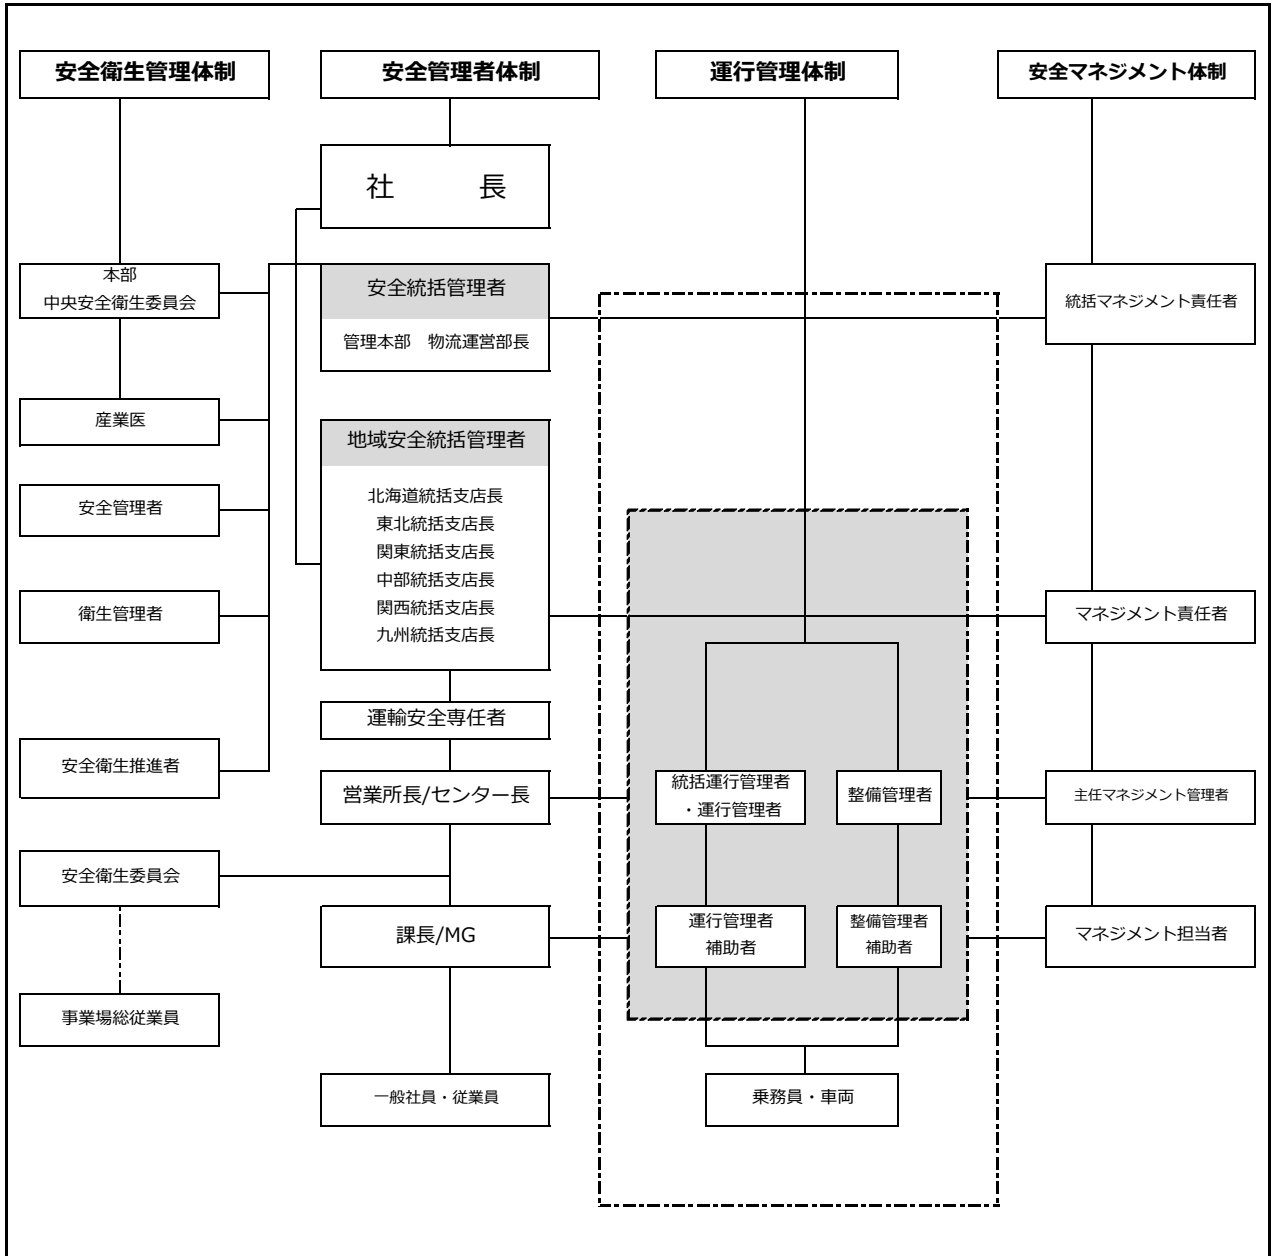 安全衛生管理体制
安全管理者体制
運行管理体制
安全マネジメント体制
社　　　長
本部
中央安全衛生委員会
安全統括管理者
管理本部　物流運営部長
統括マネジメント責任者
産業医
地域安全統括管理者
安全管理者
北海道統括支店長
東北統括支店長
関東統括支店長
中部統括支店長
関西統括支店長
九州統括支店長
衛生管理者
マネジメント責任者
運輸安全専任者
安全衛生推進者
営業所長/センター長
統括運行管理者
・運行管理者
整備管理者
主任マネジメント管理者
安全衛生委員会
課長/MG
運行管理者
補助者
整備管理者
補助者
マネジメント担当者
事業場総従業員
一般社員・従業員
乗務員・車両